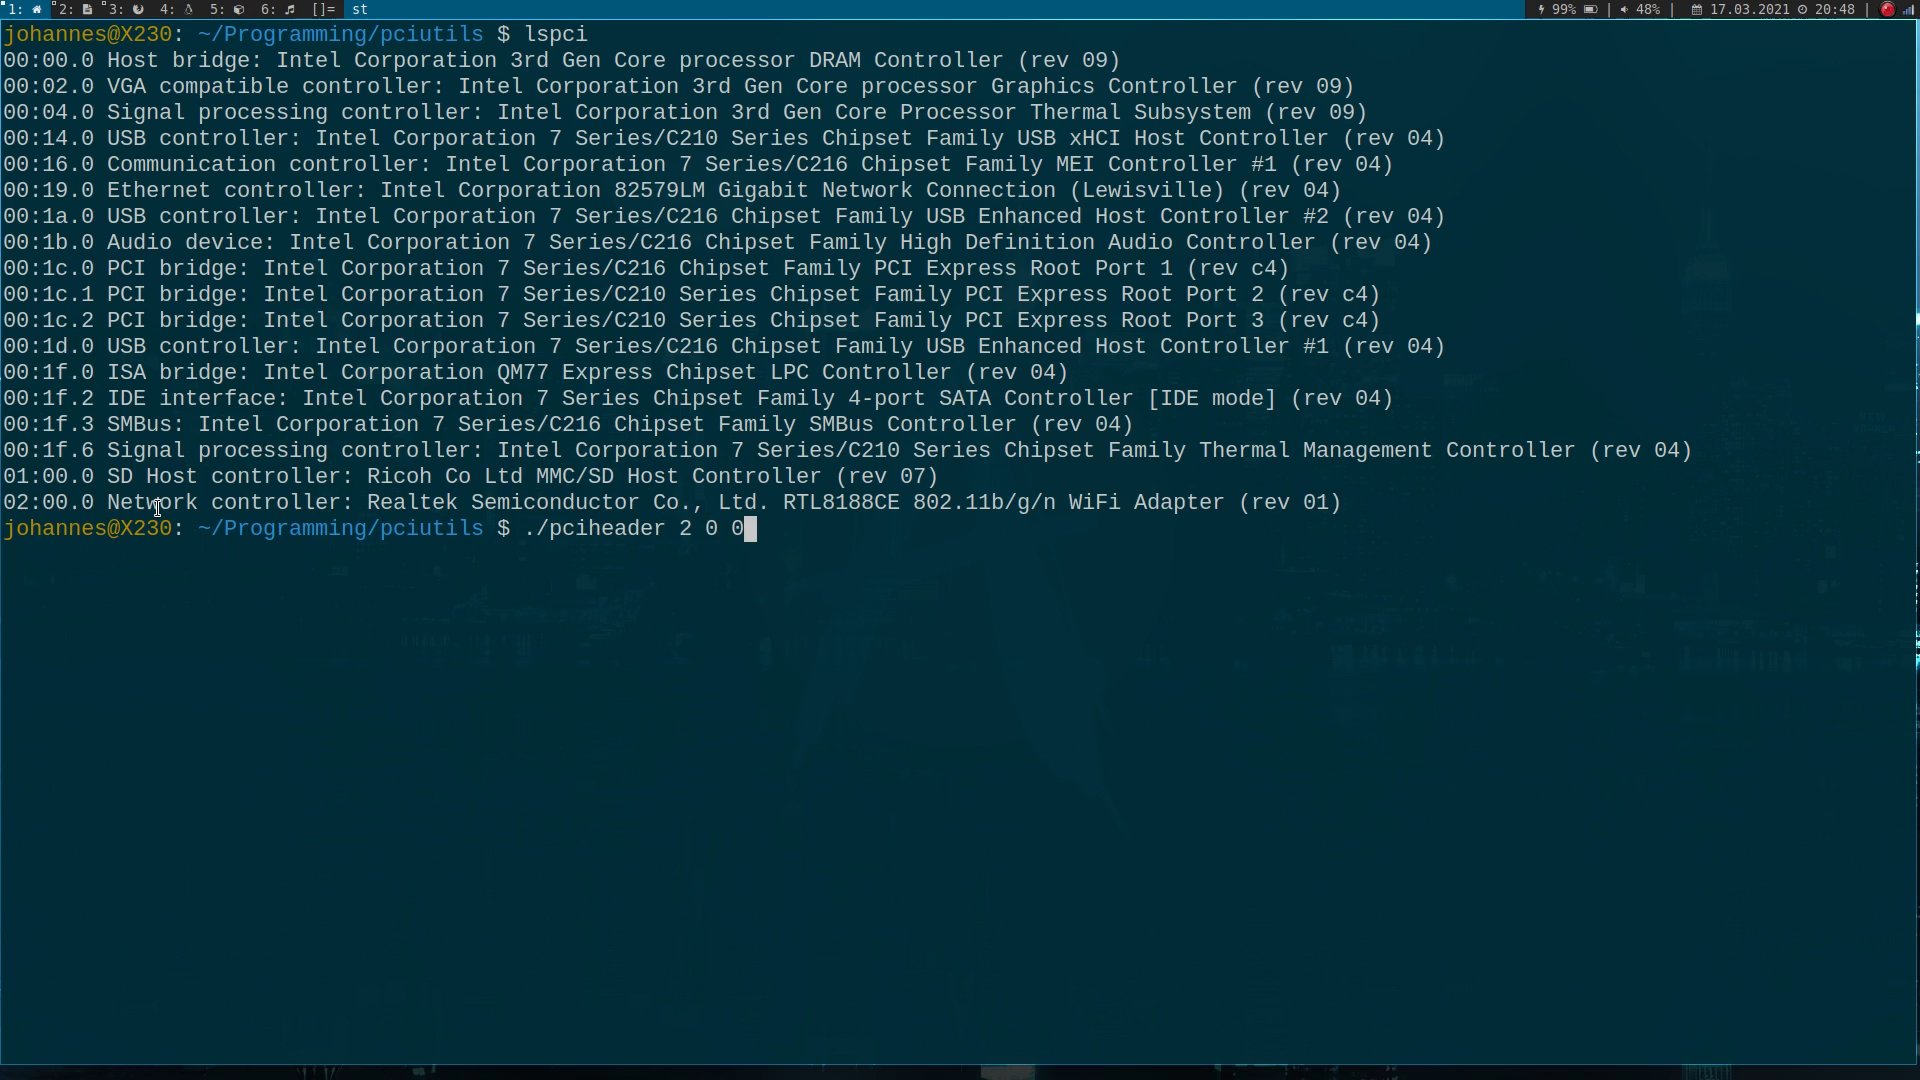 1: 2: 3: 4: 5: 6: []= st 99% | 48% | 17.03.2021 20:48 |
johannes@X230: ~/Programming/pciutils $ lspci
00:00.0 Host bridge: Intel Corporation 3rd Gen Core processor DRAM Controller (rev 09)
00:02.0 VGA compatible controller: Intel Corporation 3rd Gen Core processor Graphics Controller (rev 09)
00:04.0 Signal processing controller: Intel Corporation 3rd Gen Core Processor Thermal Subsystem (rev 09)
00:14.0 USB controller: Intel Corporation 7 Series/C210 Series Chipset Family USB xHCI Host Controller (rev 04)
00:16.0 Communication controller: Intel Corporation 7 Series/C216 Chipset Family MEI Controller #1 (rev 04)
00:19.0 Ethernet controller: Intel Corporation 82579LM Gigabit Network Connection (Lewisville) (rev 04)
00:1a.0 USB controller: Intel Corporation 7 Series/C216 Chipset Family USB Enhanced Host Controller #2 (rev 04)
00:1b.0 Audio device: Intel Corporation 7 Series/C216 Chipset Family High Definition Audio Controller (rev 04)
00:1c.0 PCI bridge: Intel Corporation 7 Series/C216 Chipset Family PCI Express Root Port 1 (rev c4)
00:1c.1 PCI bridge: Intel Corporation 7 Series/C210 Series Chipset Family PCI Express Root Port 2 (rev c4)
00:1c.2 PCI bridge: Intel Corporation 7 Series/C210 Series Chipset Family PCI Express Root Port 3 (rev c4)
00:1d.0 USB controller: Intel Corporation 7 Series/C216 Chipset Family USB Enhanced Host Controller #1 (rev 04)
00:1f.0 ISA bridge: Intel Corporation QM77 Express Chipset LPC Controller (rev 04)
00:1f.2 IDE interface: Intel Corporation 7 Series Chipset Family 4-port SATA Controller [IDE mode] (rev 04)
00:1f.3 SMBus: Intel Corporation 7 Series/C216 Chipset Family SMBus Controller (rev 04)
00:1f.6 Signal processing controller: Intel Corporation 7 Series/C210 Series Chipset Family Thermal Management Controller (rev 04)
01:00.0 SD Host controller: Ricoh Co Ltd MMC/SD Host Controller (rev 07)
02:00.0 Network controller: Realtek Semiconductor Co., Ltd. RTL8188CE 802.11b/g/n WiFi Adapter (rev 01)
johannes@X230: ~/Programming/pciutils $ ./pciheader 2 0 0